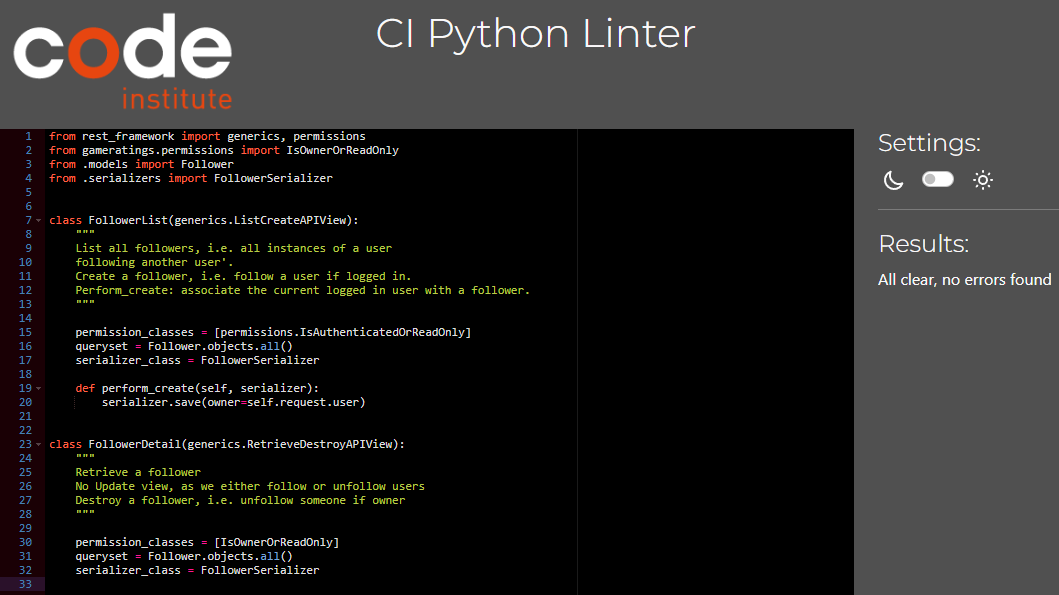 code
institute
CI Python Linter
1 from rest_framework import generics, permissions
2 from gameratings.permissions import IsOwnerOrReadOnly
3 from .models import Follower
4 from .serializers import FollowerSerializer
5
6
7 class FollowerList(generics.ListCreateAPIView):
8     """
9     List all followers, i.e. all instances of a user
10     following another user'.
11     Create a follower, i.e. follow a user if logged in.
12     Perform_create: associate the current logged in user with a follower.
13     """
14
15     permission_classes = [permissions.IsAuthenticatedOrReadOnly]
16     queryset = Follower.objects.all()
17     serializer_class = FollowerSerializer
18
19     def perform_create(self, serializer):
20         serializer.save(owner=self.request.user)
21
22
23 class FollowerDetail(generics.RetrieveDestroyAPIView):
24     """
25     Retrieve a follower
26     No Update view, as we either follow or unfollow users
27     Destroy a follower, i.e. unfollow someone if owner
28     """
29
30     permission_classes = [IsOwnerOrReadOnly]
31     queryset = Follower.objects.all()
32     serializer_class = FollowerSerializer
33
Settings:
Results:
All clear, no errors found